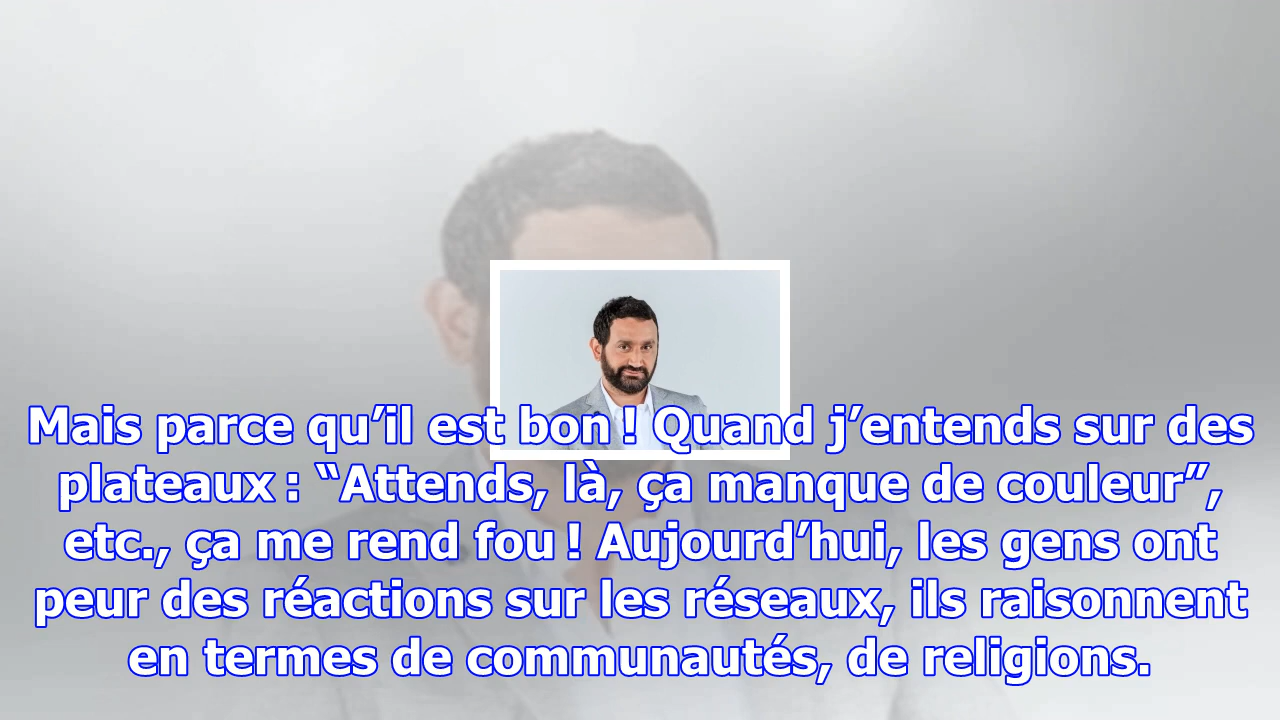 Mais parce qu’il est bon ! Quand j’entends sur des
plateaux : “Attends, là, ça manque de couleur”,
etc., ça me rend fou ! Aujourd’hui, les gens ont
peur des réactions sur les réseaux, ils raisonnent
en termes de communautés, de religions.